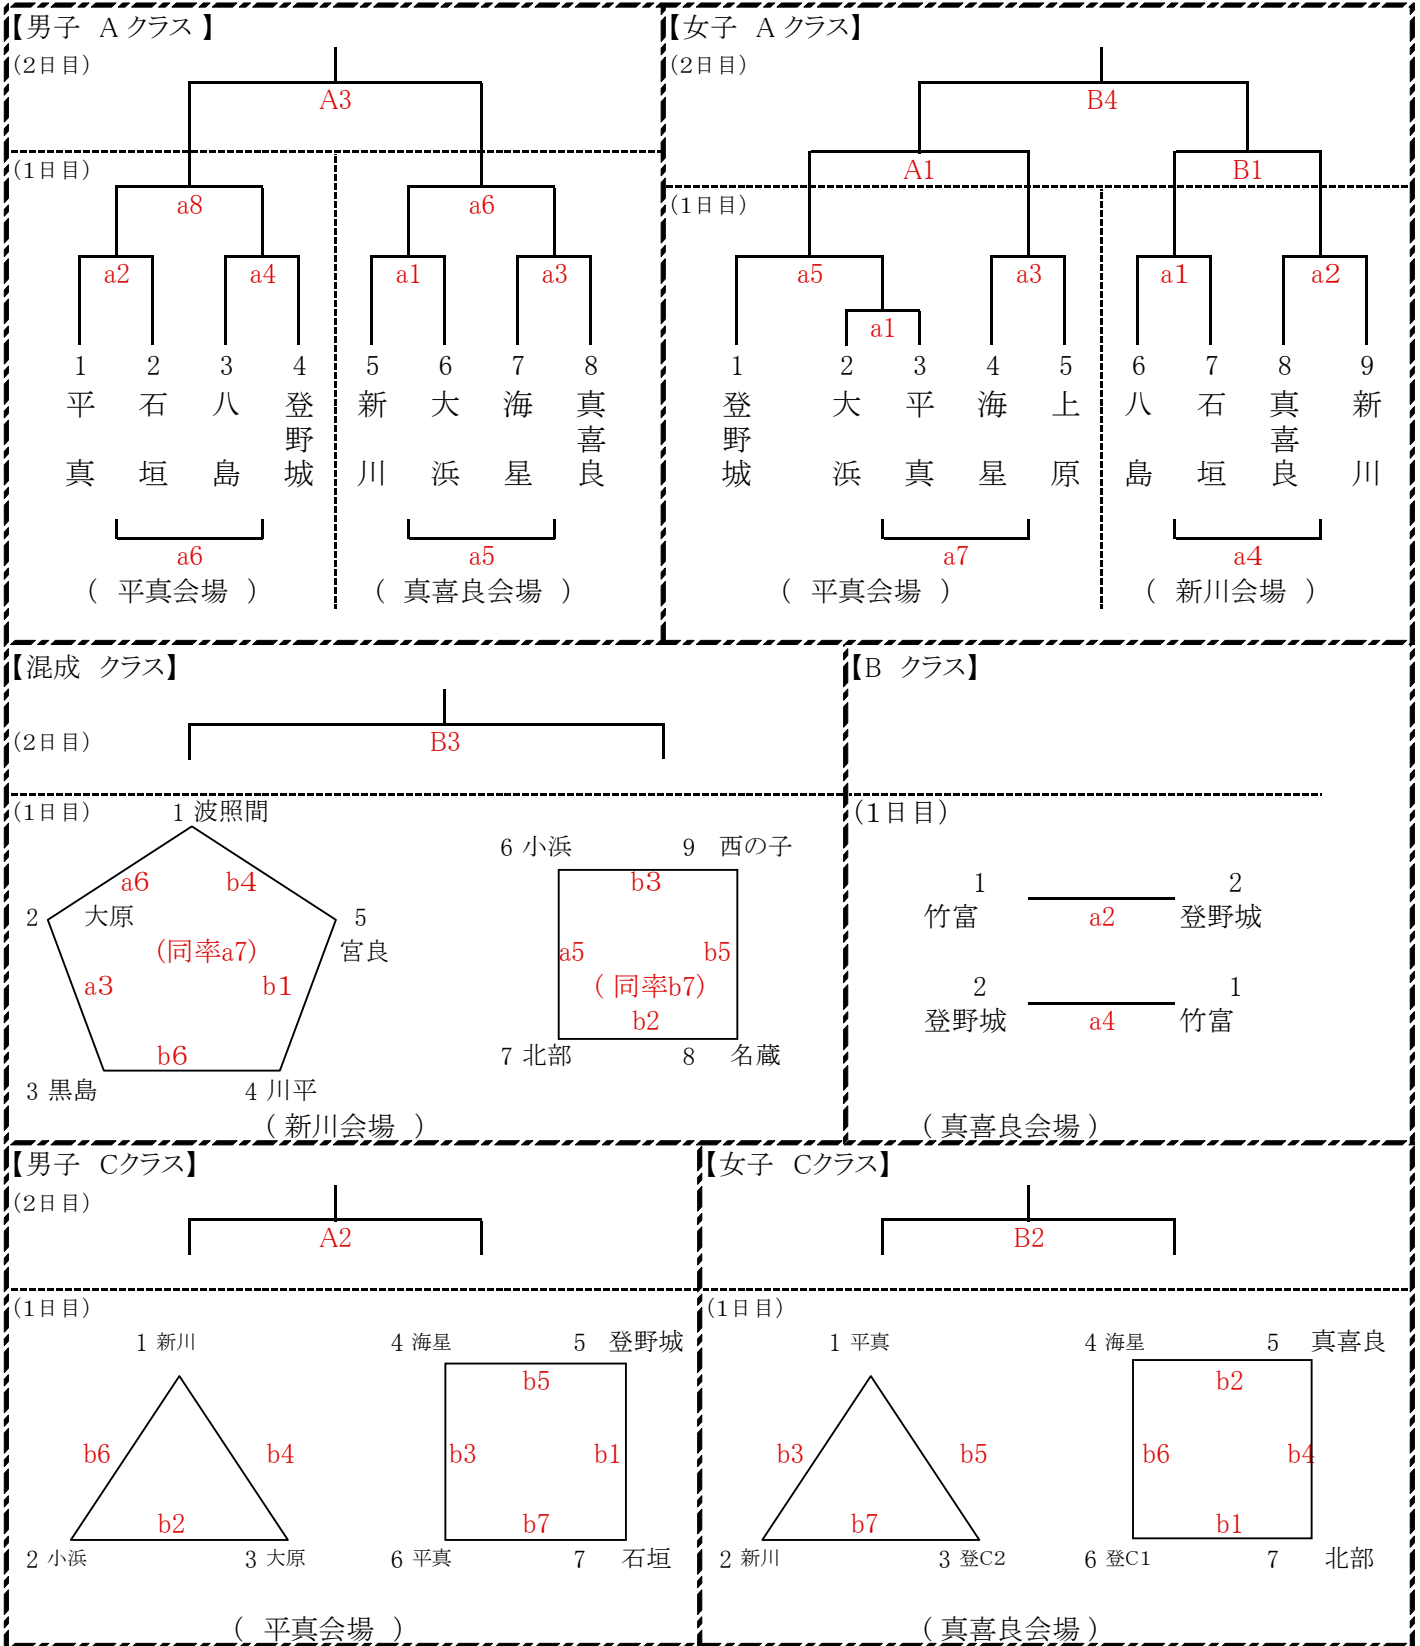 【男子 Aクラス】
(2日目)
A3
(1日目)
a8
a6
a2
a4
a1
a3
1 2 3 4 5 6 7 8
平真
石垣
八島
登野城
新川
大浜
海星
真喜良
a6
a5
( 平真会場 )
( 真喜良会場 )
【女子 Aクラス】
(2日目)
B4
A1
B1
(1日目)
a5
a3
a1
a2
a1
1 2 3 4 5 6 7 8 9
登野城
大浜
平真
海星
上原
八島
石垣
真喜良
新川
a7
a4
( 平真会場 )
( 新川会場 )
【混成 クラス】
(2日目)
B3
(1日目)
1 波照間
a6
b4
2 大原
5
宮良
(同率a7)
a3
b1
b6
3 黒島
4 川平
6 小浜
9 西の子
b3
a5
b5
( 同率b7)
b2
7 北部
8 名蔵
( 新川会場 )
【B クラス】
(1日目)
1
竹富
a2
2
登野城
2
登野城
a4
1
竹富
( 真喜良会場 )
【男子 Cクラス】
(2日目)
A2
(1日目)
1 新川
b6
b4
b2
2 小浜
3 大原
4 海星
5 登野城
b5
b3
b1
b7
6 平真
7 石垣
( 平真会場 )
【女子 Cクラス】
B2
(1日目)
1 平真
b3
b5
b7
2 新川
3 登C2
4 海星
5 真喜良
b2
b6
b4
b1
6 登C1
7 北部
( 真喜良会場 )